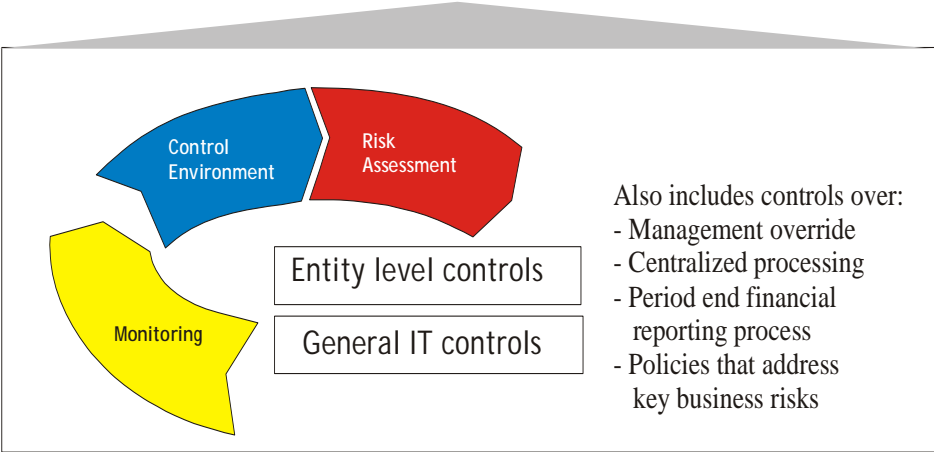 Control
Environment
Risk
Assessment
Monitoring
Entity level controls
General IT controls
Also includes controls over:
- Management override
- Centralized processing
- Period end financial
reporting process
- Policies that address
key business risks